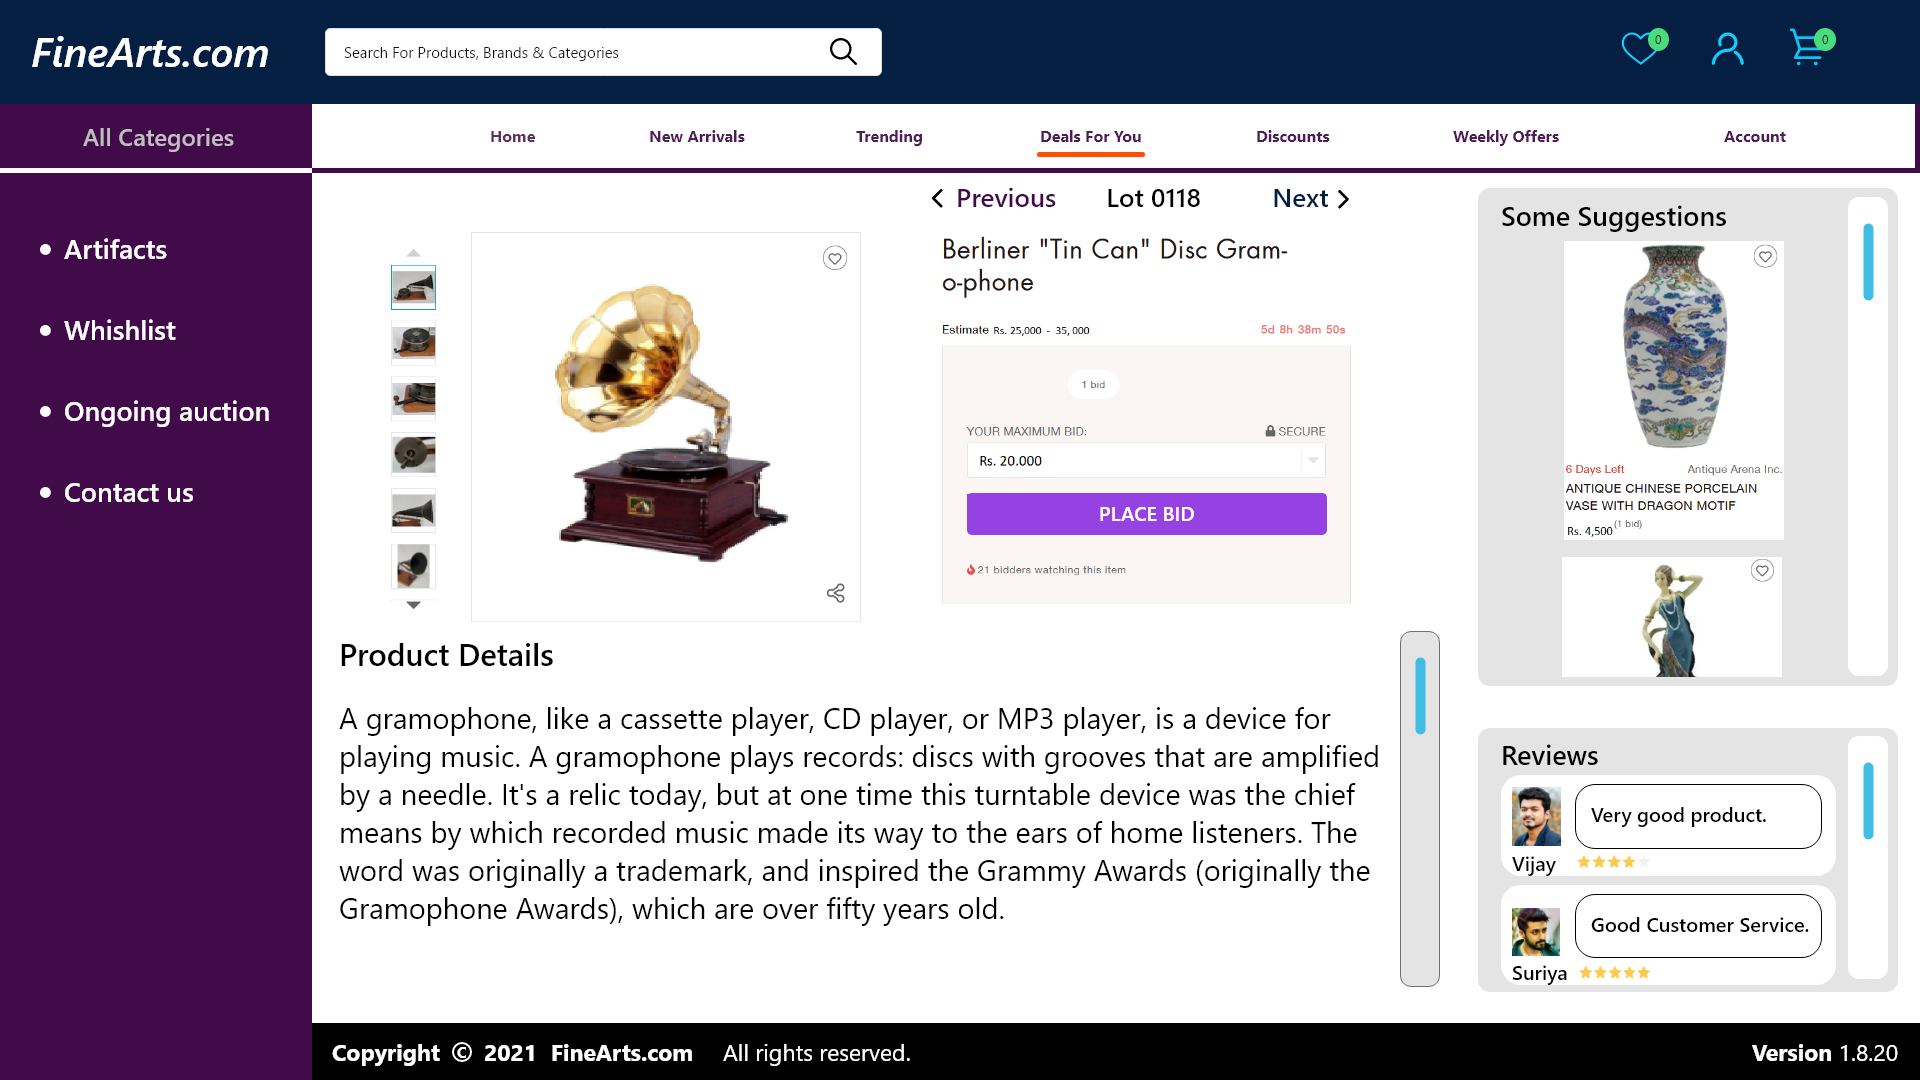 FineArts.com
Search For Products, Brands & Categories
0
0
All Categories
Home
New Arrivals
Trending
Deals For You
Discounts
Weekly Offers
Account
Artifacts
Whishlist
Ongoing auction
Contact us
Previous
Lot 0118
Next
Berliner "Tin Can" Disc Gram-
o-phone
Estimate Rs. 25,000 - 35,000
5d 8h 38m 50s
1 bid
YOUR MAXIMUM BID:
SECURE
Rs. 20.000
PLACE BID
21 bidders watching this item
Product Details
A gramophone, like a cassette player, CD player, or MP3 player, is a device for
playing music. A gramophone plays records: discs with grooves that are amplified
by a needle. It's a relic today, but at one time this turntable device was the chief
means by which recorded music made its way to the ears of home listeners. The
word was originally a trademark, and inspired the Grammy Awards (originally the
Gramophone Awards), which are over fifty years old.
Some Suggestions
6 Days Left
Antique Arena Inc.
ANTIQUE CHINESE PORCELAIN
VASE WITH DRAGON MOTIF
Rs. 4,500 (1 bid)
Reviews
Very good product.
Vijay
Good Customer Service.
Suriya
Copyright © 2021 FineArts.com All rights reserved.
Version 1.8.20